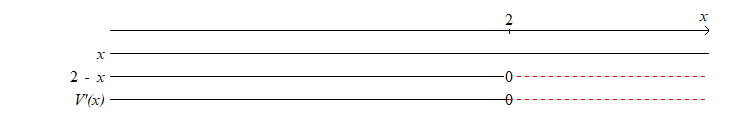 2 x
x
2 - x 0
V'(x) 0